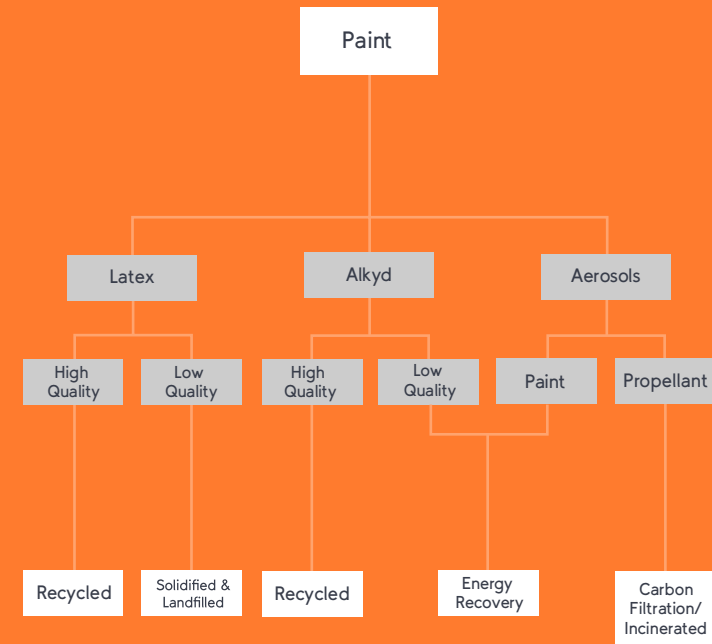 Paint
Latex
Alkyd
Aerosols
High
Quality
Low
Quality
High
Quality
Low
Quality
Paint
Propellant
Recycled
Solidified &
Landfilled
Recycled
Energy
Recovery
Carbon
Filtration/
Incinerated